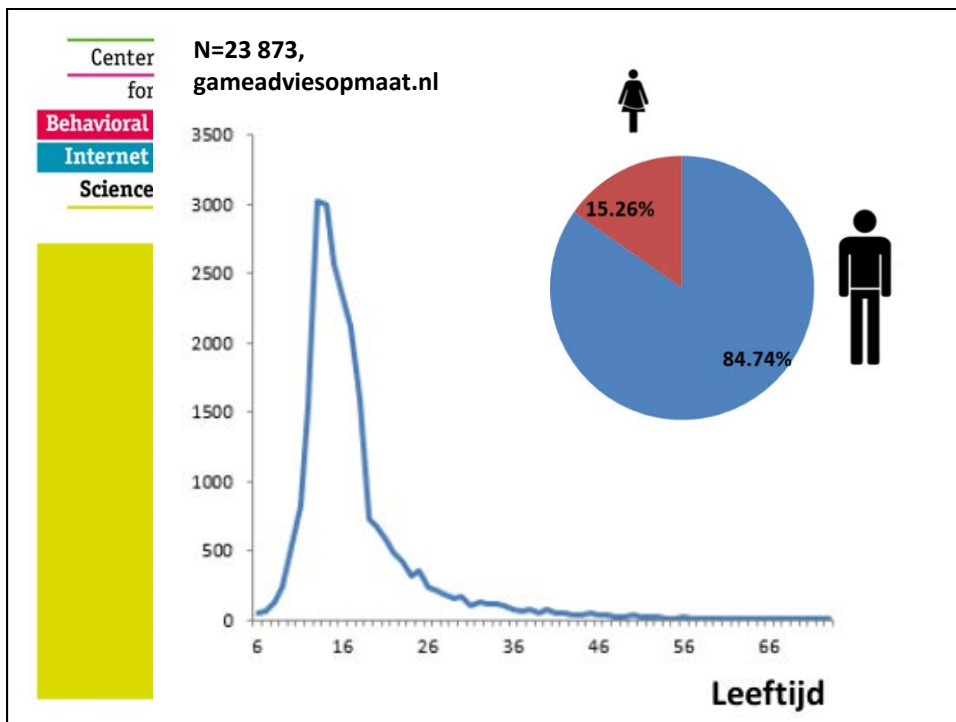 Center
for
Behavioral
Internet
Science
N=23 873,
gameadviesopmaat.nl
3500
3000
2500
2000
1500
1000
500
0
6 16 26 36 46 56 66
Leeftijd
15.26%
84.74%